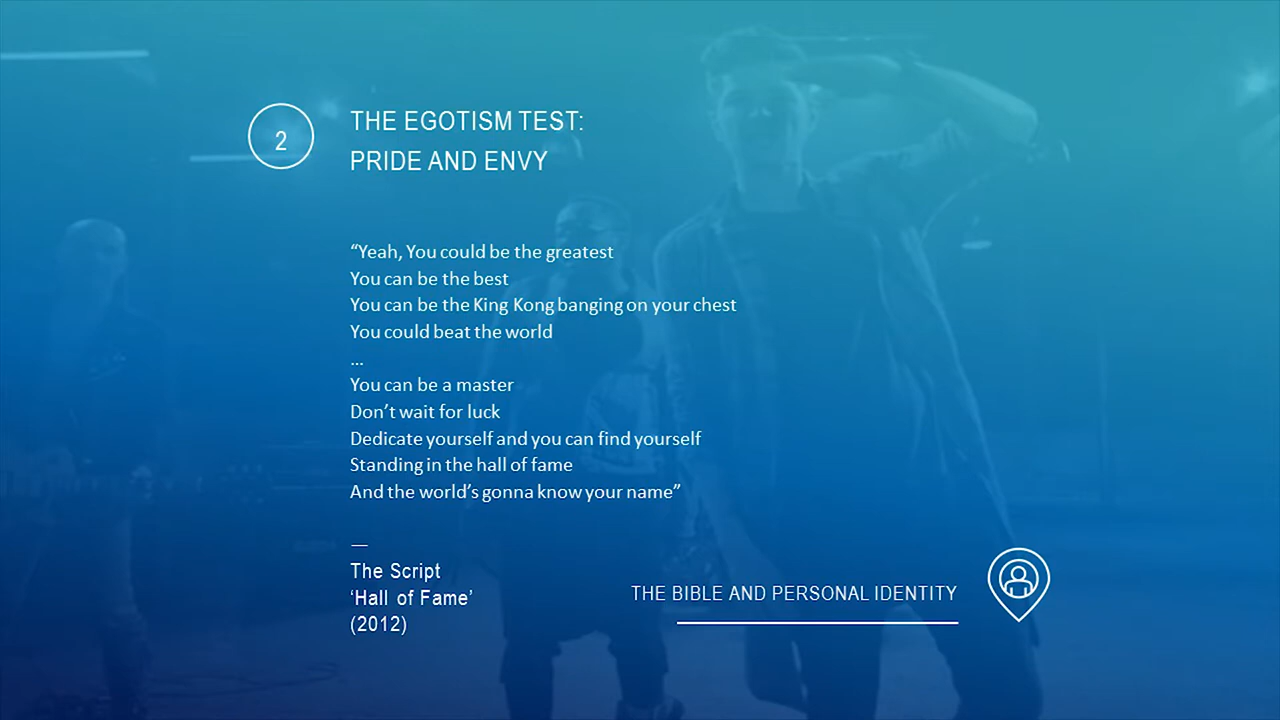 2
THE EGOTISM TEST:
PRIDE AND ENVY
“Yeah, You could be the greatest
You can be the best
You can be the King Kong banging on your chest
You could beat the world
...
You can be a master
Don’t wait for luck
Dedicate yourself and you can find yourself
Standing in the hall of fame
And the world’s gonna know your name”
—
The Script
‘Hall of Fame’
(2012)
THE BIBLE AND PERSONAL IDENTITY